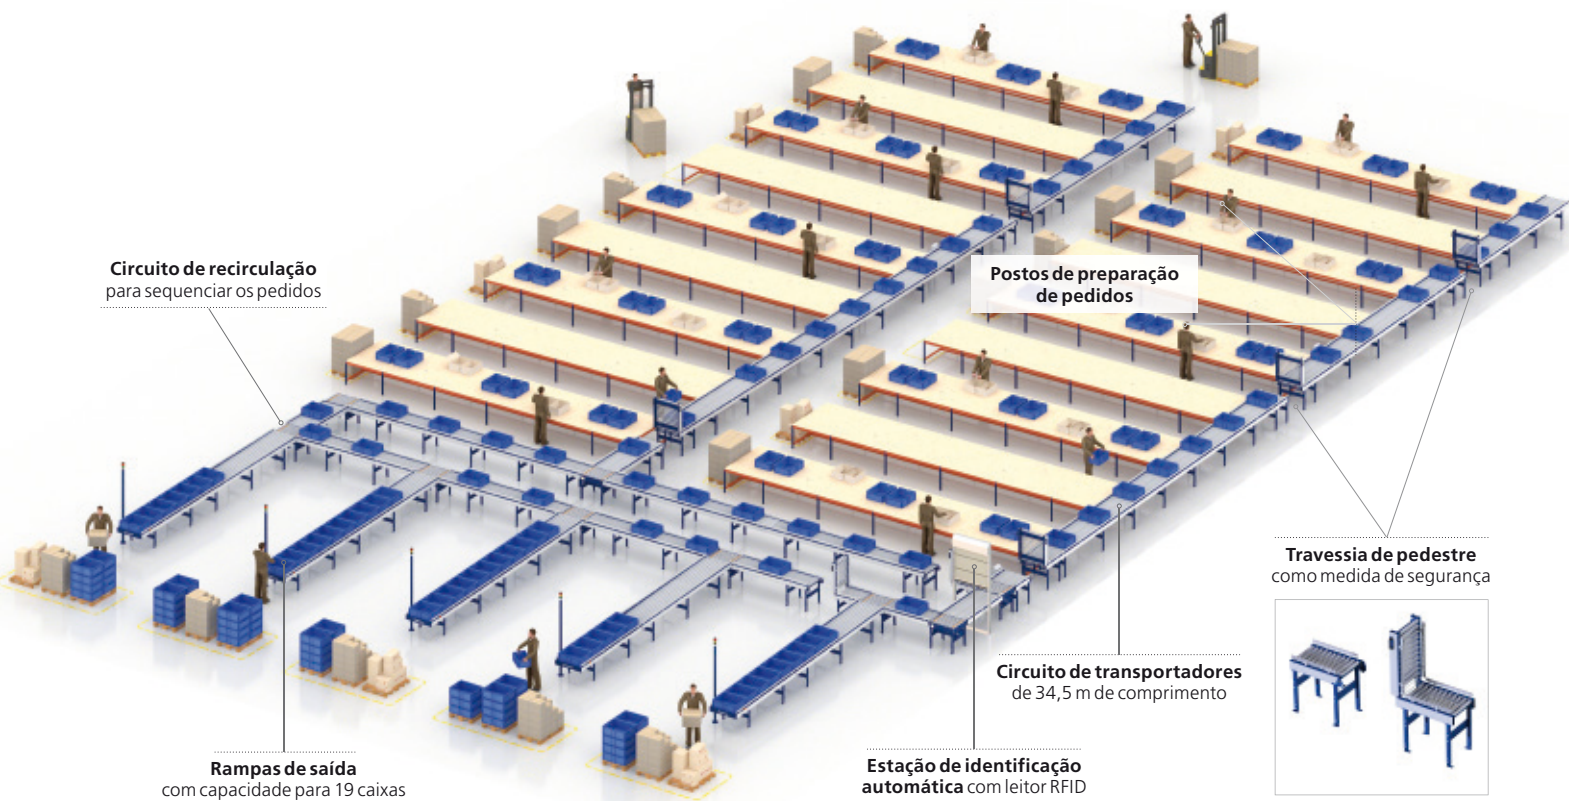 Circuito de recirculação
para sequenciar os pedidos
Postos de preparação
de pedidos
Travessia de pedestre
como medida de segurança
Circuito de transportadores
de 34,5 m de comprimento
Rampas de saída
com capacidade para 19 caixas
Estação de identificação
automática com leitor RFID